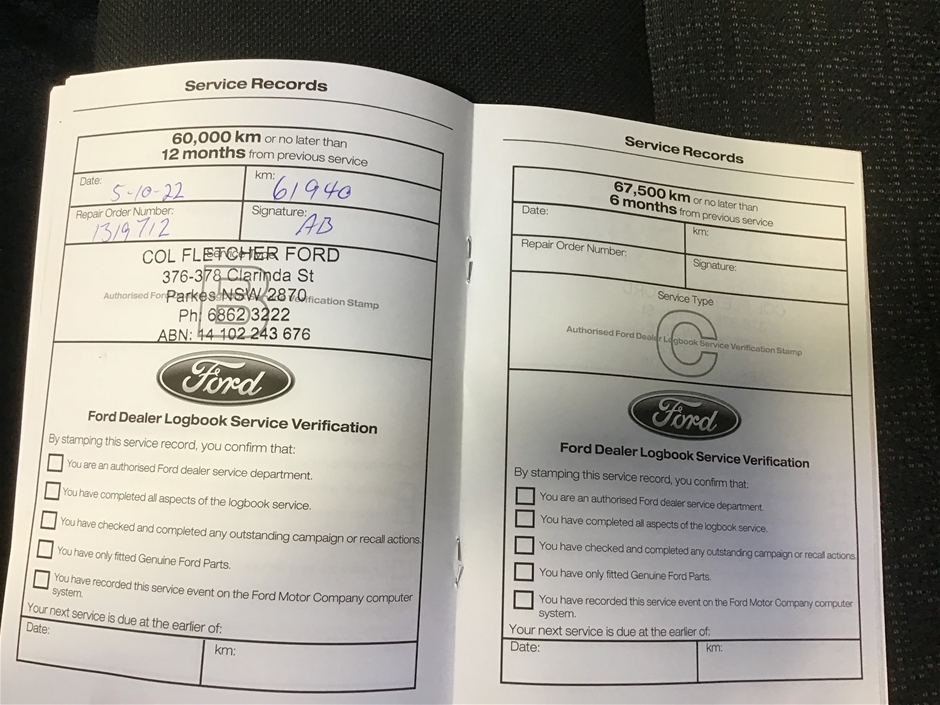 Service Records
60,000 km or no later than
12 months from previous service
Date: 5-10-22
km: 61940
Repair Order Number: 1319712
Signature: AB
Service Type
B
Authorised Ford Dealer Logbook Service Verification Stamp
COL FLETCHER FORD
376-378 Clarinda St
Parkes NSW 2870
Ph: 6862 3222
ABN: 14 102 243 676
Ford
Ford Dealer Logbook Service Verification
By stamping this service record, you confirm that:
You are an authorised Ford dealer service department.
You have completed all aspects of the logbook service.
You have checked and completed any outstanding campaign or recall actions.
You have only fitted Genuine Ford Parts.
You have recorded this service event on the Ford Motor Company computer
system.
Your next service is due at the earlier of:
Date:
km:
Service Records
67,500 km or no later than
6 months from previous service
Date:
km:
Repair Order Number:
Signature:
Service Type
C
Authorised Ford Dealer Logbook Service Verification Stamp
Ford
Ford Dealer Logbook Service Verification
By stamping this service record, you confirm that:
You are an authorised Ford dealer service department.
You have completed all aspects of the logbook service.
You have checked and completed any outstanding campaign or recall actions.
You have only fitted Genuine Ford Parts.
You have recorded this service event on the Ford Motor Company computer
system.
Your next service is due at the earlier of:
Date:
km: